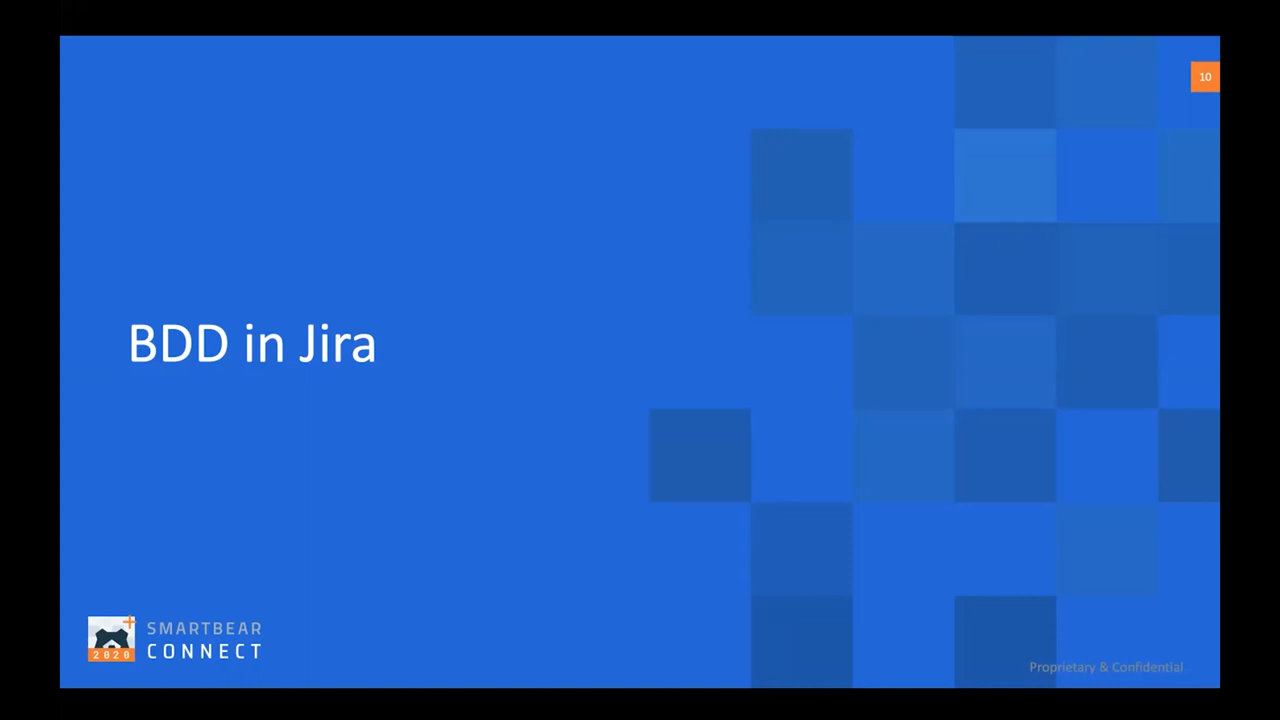 10
BDD in Jira
SMARTBEAR
CONNECT
2020
Proprietary & Confidential